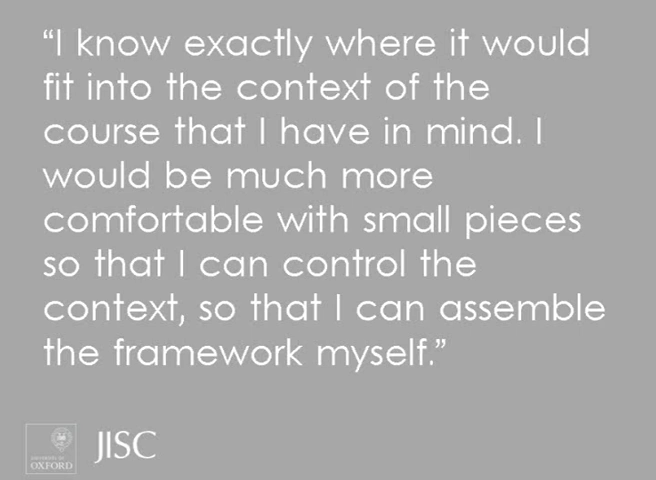 “I know exactly where it would
fit into the context of the
course that I have in mind. I
would be much more
comfortable with small pieces
so that I can control the
context, so that I can assemble
the framework myself.”
UNIVERSITY OF
OXFORD
JISC